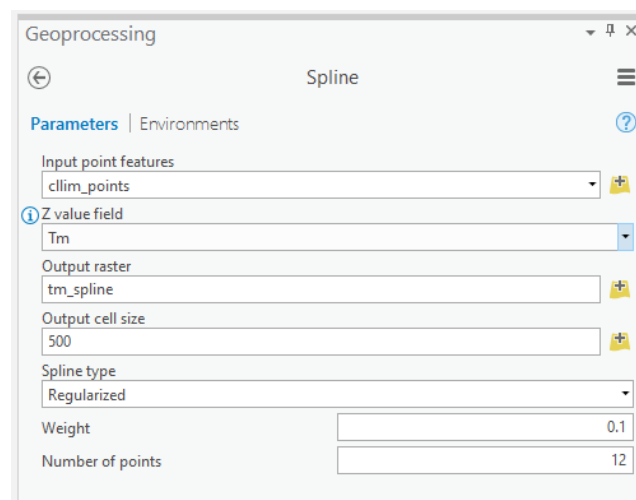 Geoprocessing
Spline
Parameters | Environments
Input point features
cllim_points
Z value field
Tm
Output raster
tm_spline
Output cell size
500
Spline type
Regularized
Weight 0.1
Number of points 12